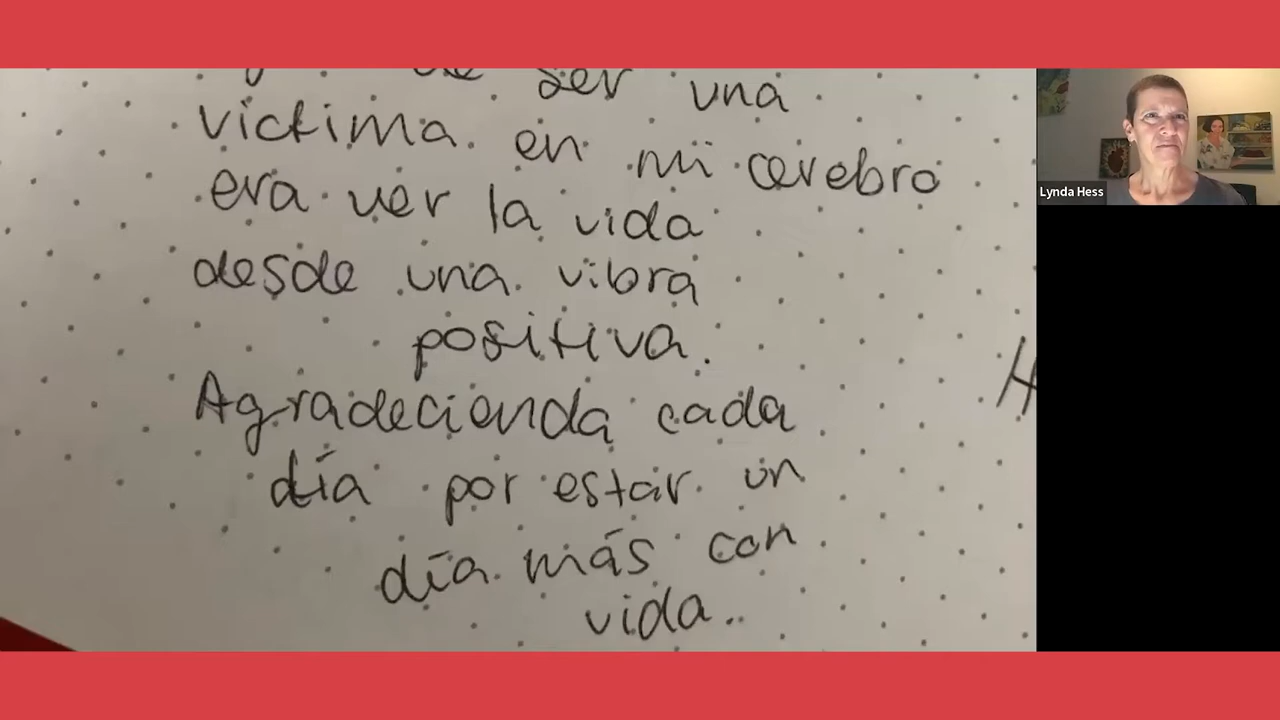 ser una
victima en mi cerebro
era ver la vida
desde una vibra
positiva.
Agradeciendo cada
día por estar un
día más con
vida..
H
Lynda Hess